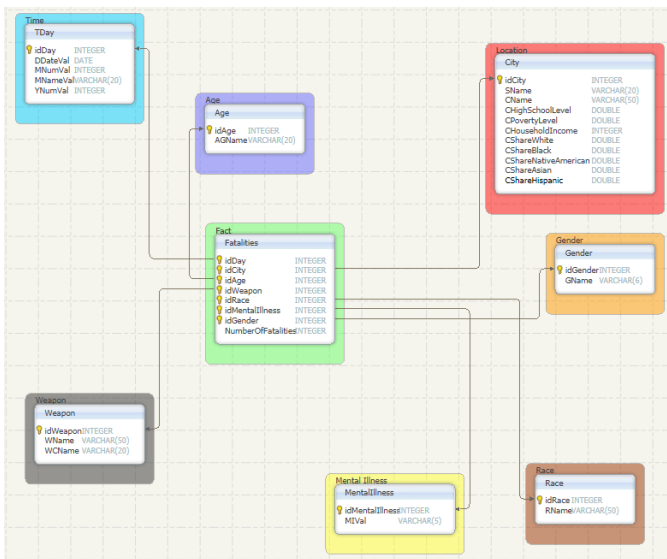 Time
TDay
idDay INTEGER
DDateVal DATE
MNumVal INTEGER
MNameVal VARCHAR(20)
YNumVal INTEGER
Location
City
idCity INTEGER
SName VARCHAR(20)
CName VARCHAR(50)
CHighSchoolLevel DOUBLE
CPovertyLevel DOUBLE
CHouseholdIncome INTEGER
CShareWhite DOUBLE
CShareBlack DOUBLE
CShareNativeAmerican DOUBLE
CShareAsian DOUBLE
CShareHispanic DOUBLE
Age
Age
idAge INTEGER
AGName VARCHAR(20)
Fact
Fatalities
idDay INTEGER
idCity INTEGER
idAge INTEGER
idWeapon INTEGER
idRace INTEGER
idMentalIllness INTEGER
idGender INTEGER
NumberOfFatalities INTEGER
Gender
Gender
idGender INTEGER
GName VARCHAR(6)
Weapon
Weapon
idWeapon INTEGER
WName VARCHAR(50)
WCName VARCHAR(20)
Mental Illness
MentalIllness
idMentalIllness INTEGER
MIVal VARCHAR(5)
Race
Race
idRace INTEGER
RName VARCHAR(50)